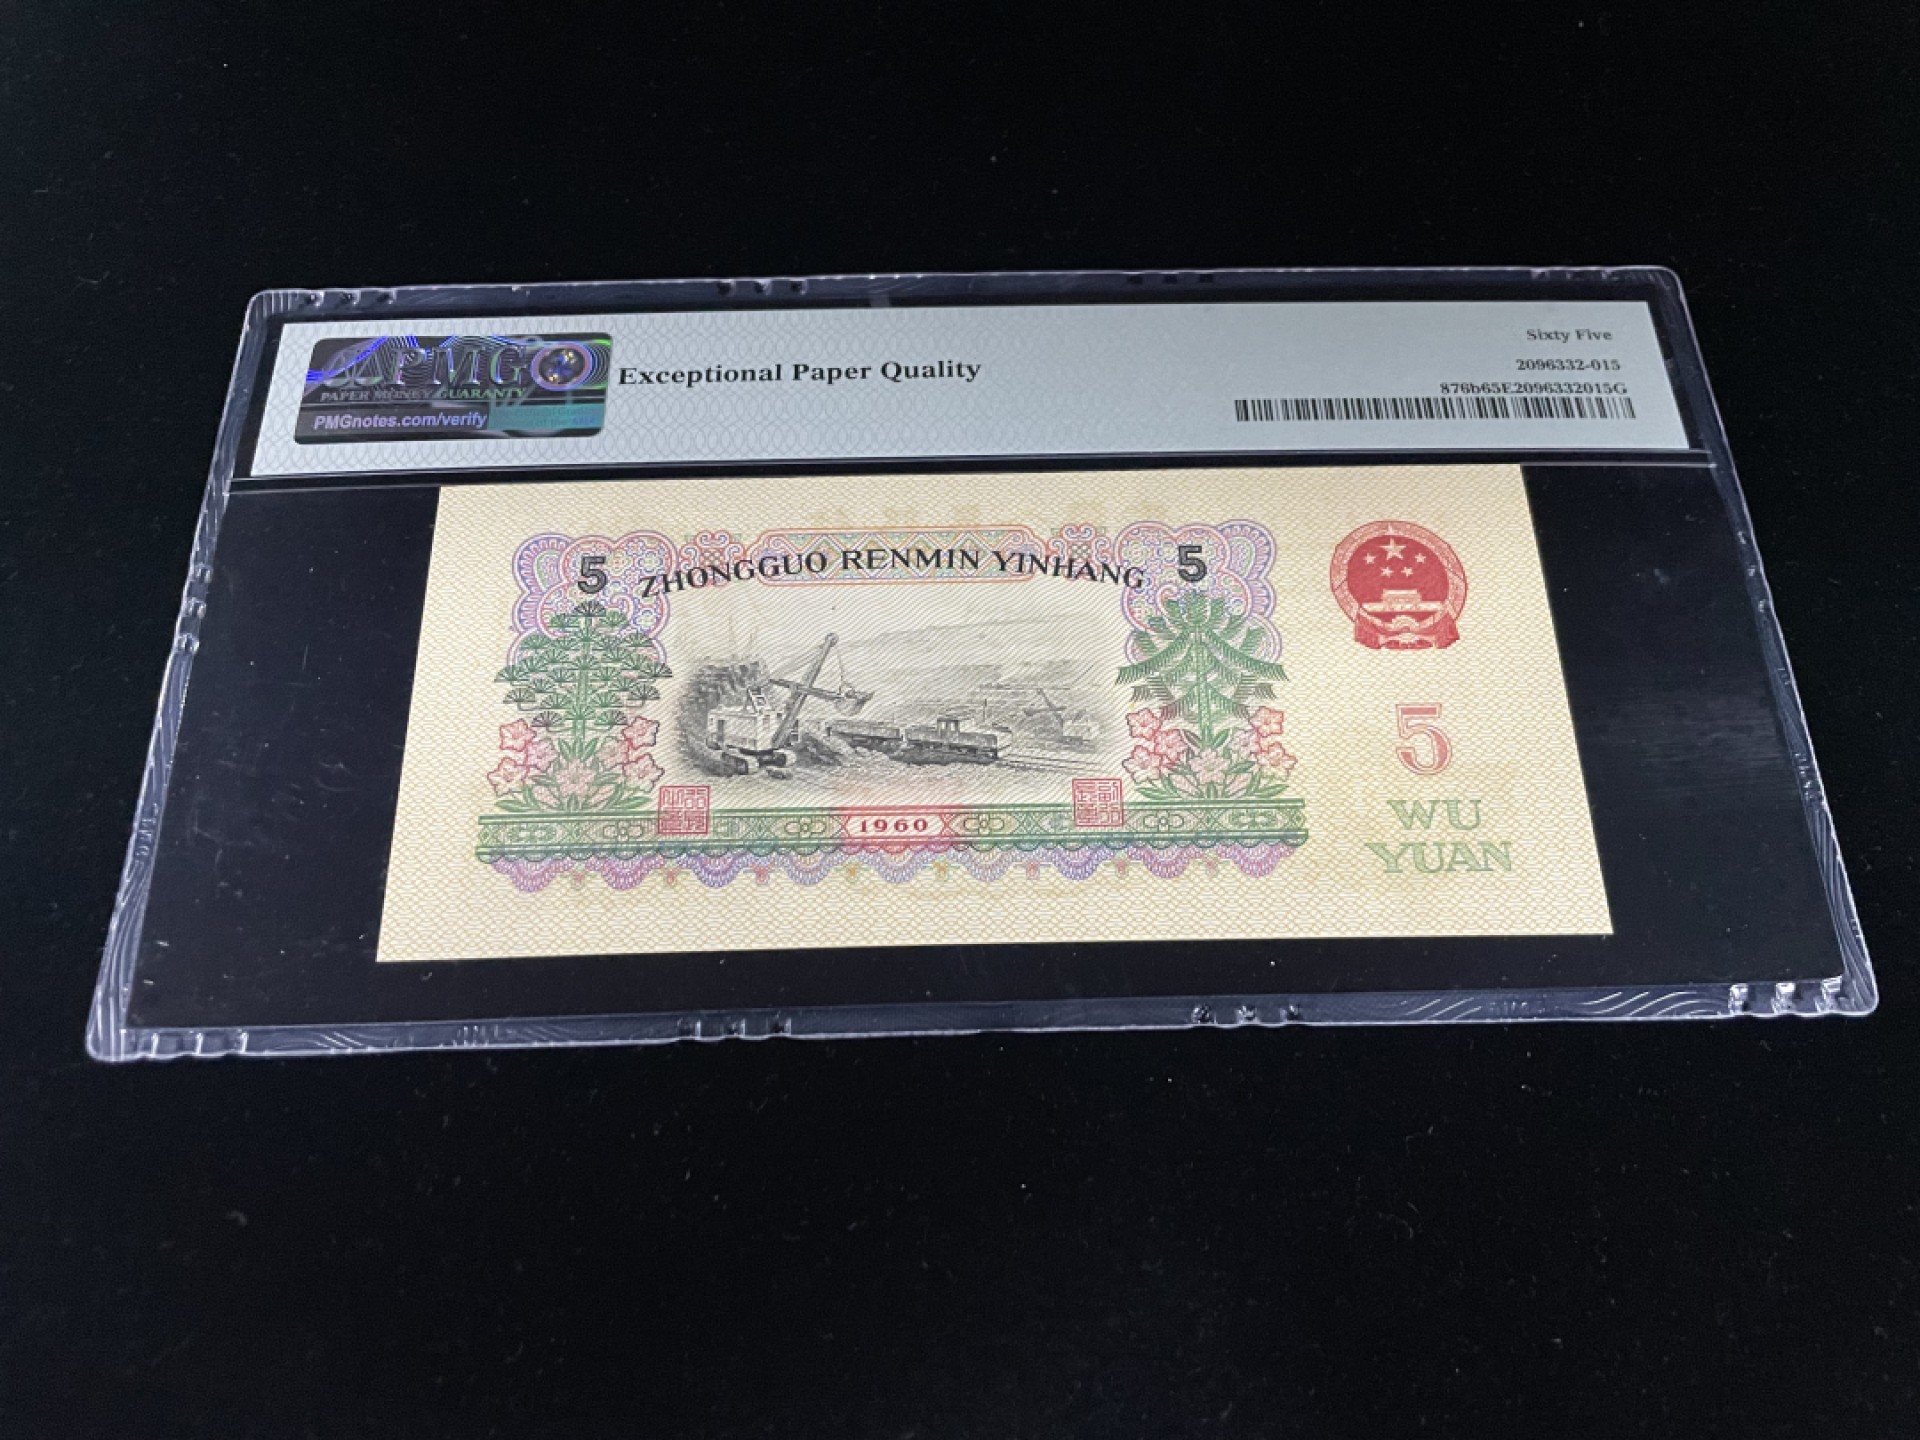 PMG
PAPER MONEY GUARANTY
PMGnotes.com/verify
Exceptional Paper Quality
Sixty Five
2096332-015
876b65E2096332015G
5 ZHONGGUO RENMIN YINHANG 5
5
WU
YUAN
1960